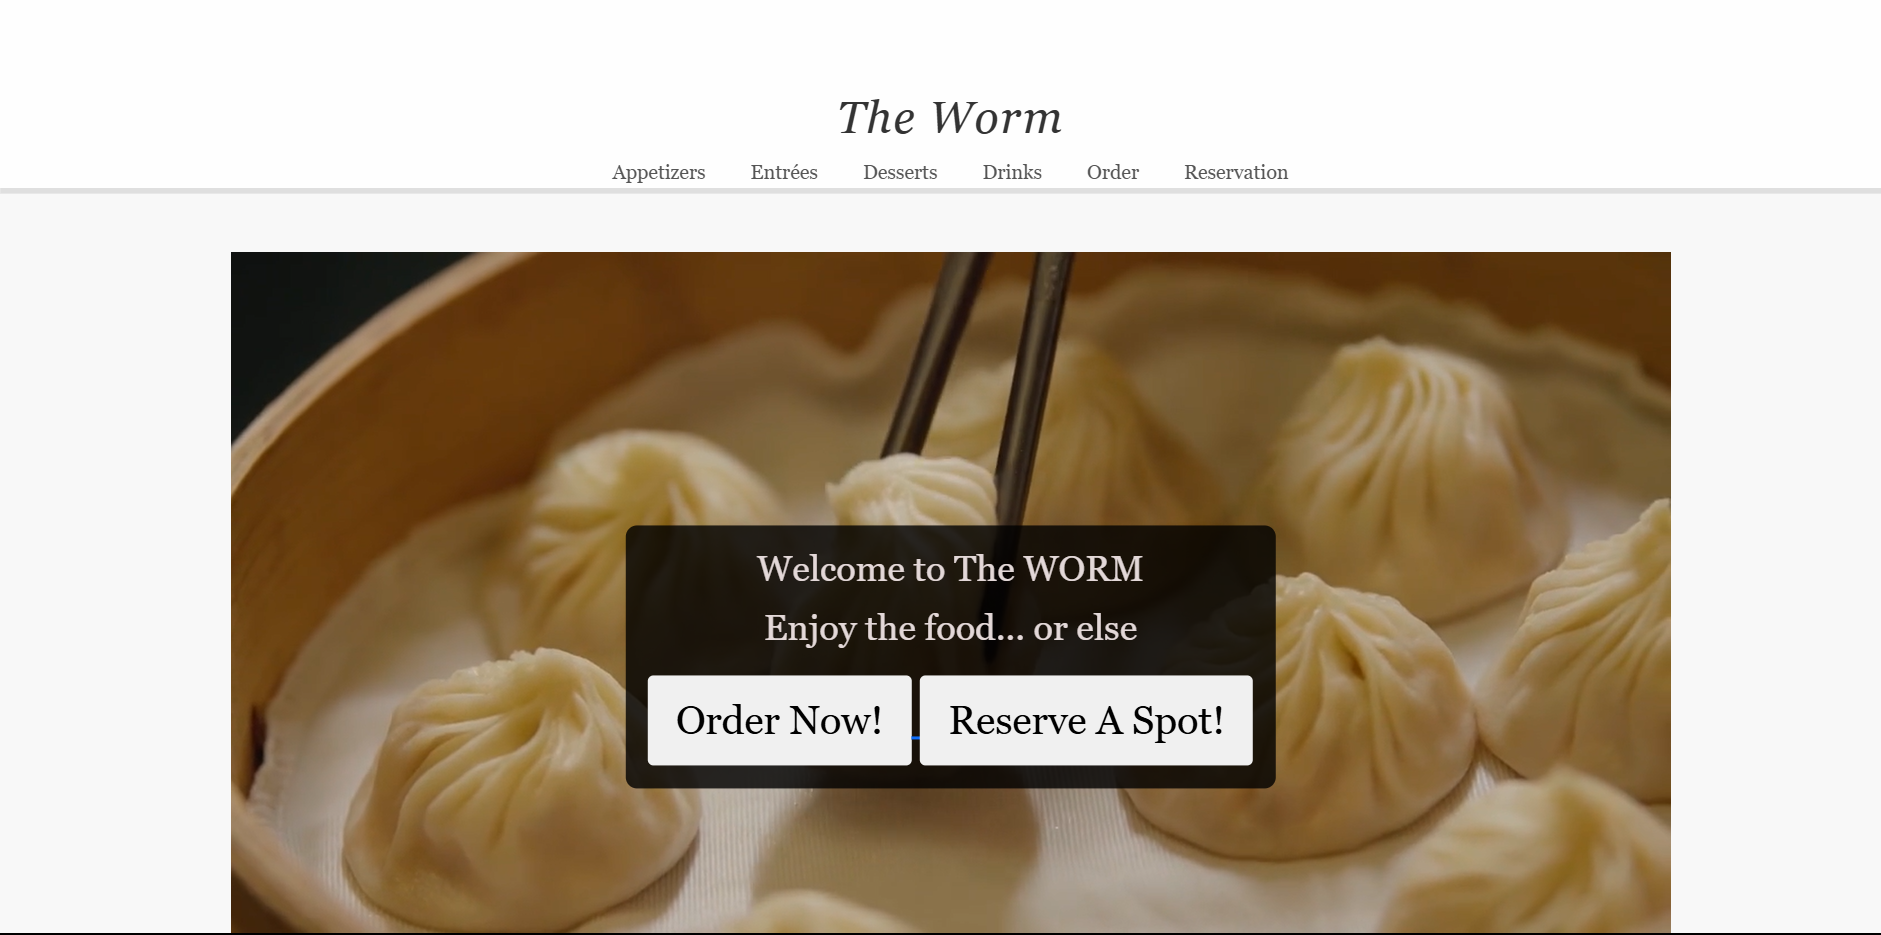 The Worm
Appetizers Entrées Desserts Drinks Order Reservation
Welcome to The WORM
Enjoy the food... or else
Order Now! Reserve A Spot!